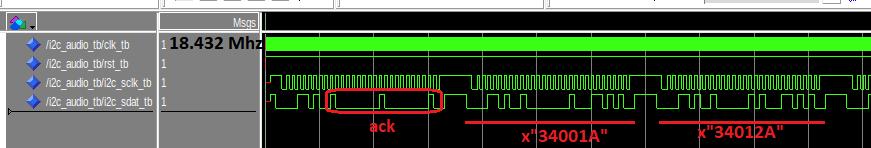 Msgs
/i2c_audio_tb/clk_tb 1 18.432 Mhz
/i2c_audio_tb/rst_tb 1
/i2c_audio_tb/i2c_sclk_tb 1
/i2c_audio_tb/i2c_sdat_tb 1
ack x"34001A" x"34012A"